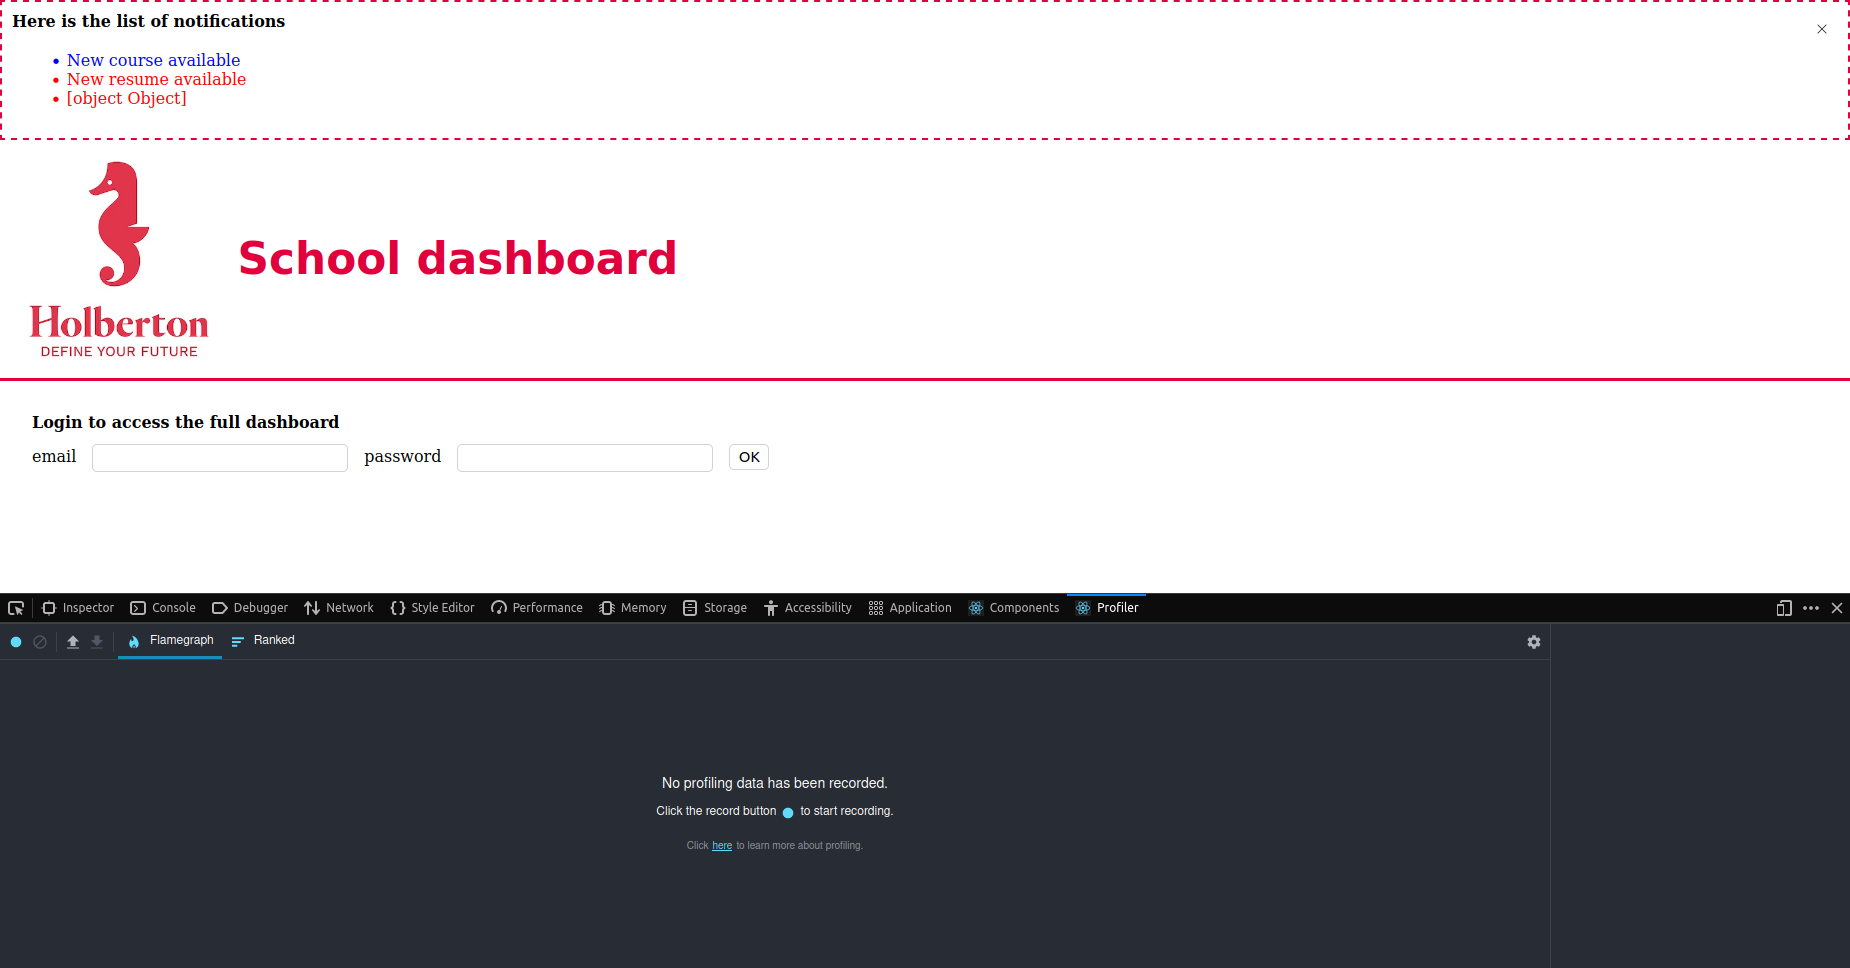 Here is the list of notifications
New course available
New resume available
[object Object]
School dashboard
Holberton
DEFINE YOUR FUTURE
Login to access the full dashboard
email password OK
Inspector Console Debugger Network Style Editor Performance Memory Storage Accessibility Application Components Profiler
Flamegraph Ranked
No profiling data has been recorded.
Click the record button to start recording.
Click here to learn more about profiling.